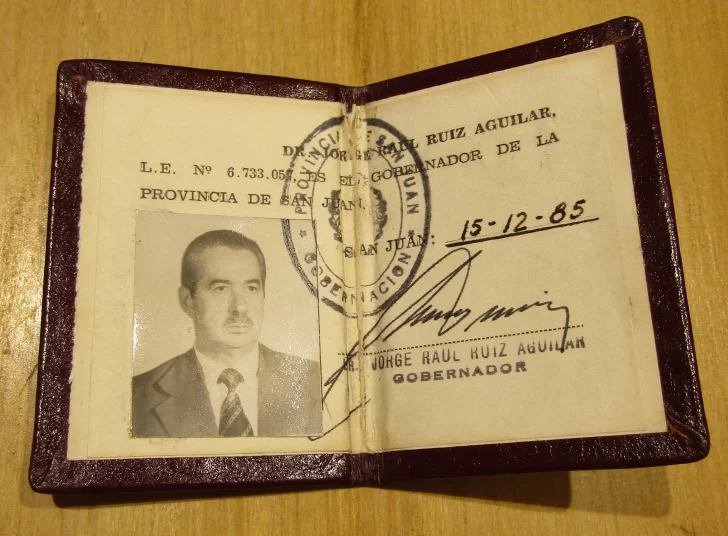 DR. JORGE RAUL RUIZ AGUILAR,
L.E. Nº 6.733.057, ES EL GOBERNADOR DE LA
PROVINCIA DE SAN JUAN.
PROVINCIA DE SAN JUAN
GOBERNACION
SAN JUAN: 15-12-85
DR. JORGE RAUL RUIZ AGUILAR
GOBERNADOR